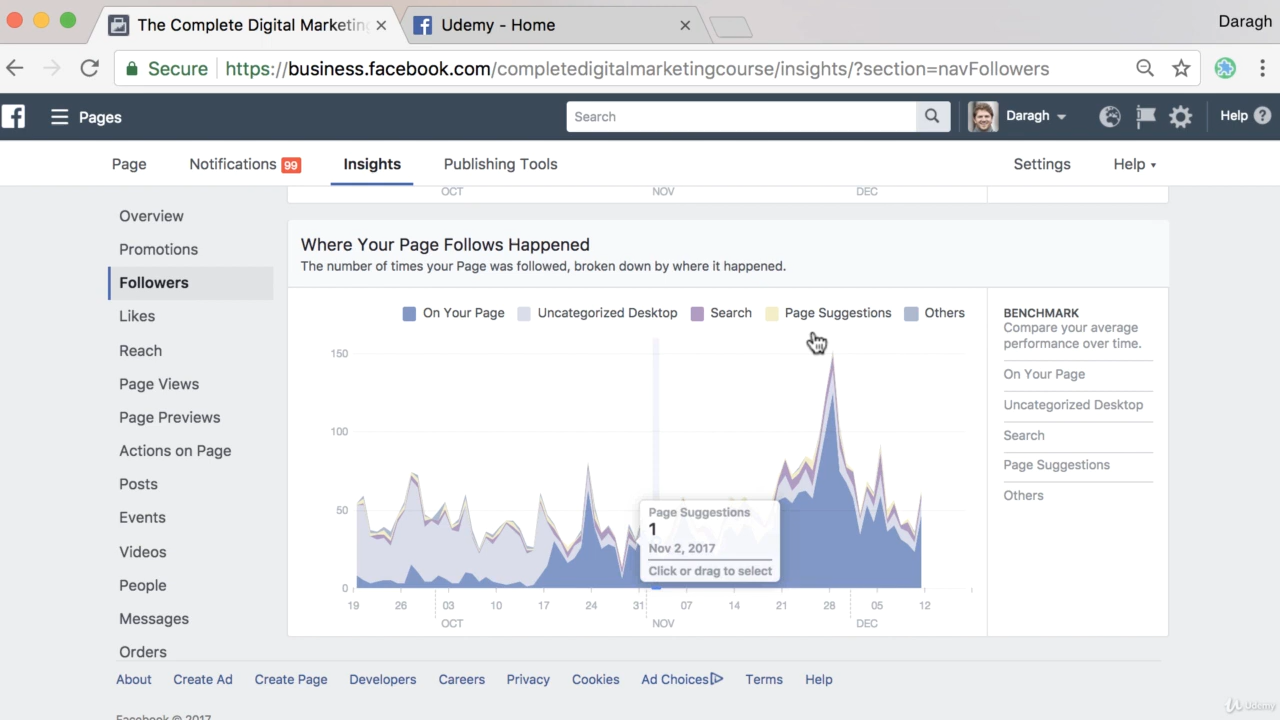 The Complete Digital Marketing
Udemy - Home
Daragh
Secure
https://business.facebook.com/completedigitalmarketingcourse/insights/?section=navFollowers
Pages
Search
Daragh
Help
Page
Notifications 99
Insights
Publishing Tools
Settings
Help
OCT NOV DEC
Overview
Promotions
Followers
Likes
Reach
Page Views
Page Previews
Actions on Page
Posts
Events
Videos
People
Messages
Orders
Where Your Page Follows Happened
The number of times your Page was followed, broken down by where it happened.
On Your Page Uncategorized Desktop Search Page Suggestions Others
150
100
50
0
Page Suggestions
1
Nov 2, 2017
Click or drag to select
19 26 03 10 17 24 31 07 14 21 28 05 12
OCT NOV DEC
BENCHMARK
Compare your average
performance over time.
On Your Page
Uncategorized Desktop
Search
Page Suggestions
Others
About Create Ad Create Page Developers Careers Privacy Cookies Ad Choices Terms Help
Facebook © 2017
Udemy